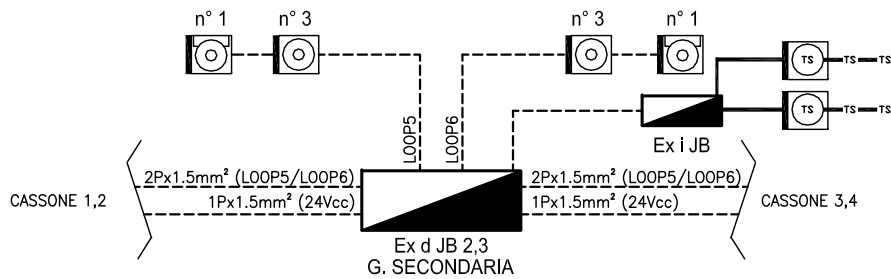 n° 1
n° 3
n° 3
n° 1
TS
TS
TS
TS
TS
TS
LOOP5
LOOP6
Ex i JB
2Px1.5mm² (LOOP5/LOOP6)
2Px1.5mm² (LOOP5/LOOP6)
CASSONE 1,2
CASSONE 3,4
1Px1.5mm² (24Vcc)
1Px1.5mm² (24Vcc)
Ex d JB 2,3
G. SECONDARIA